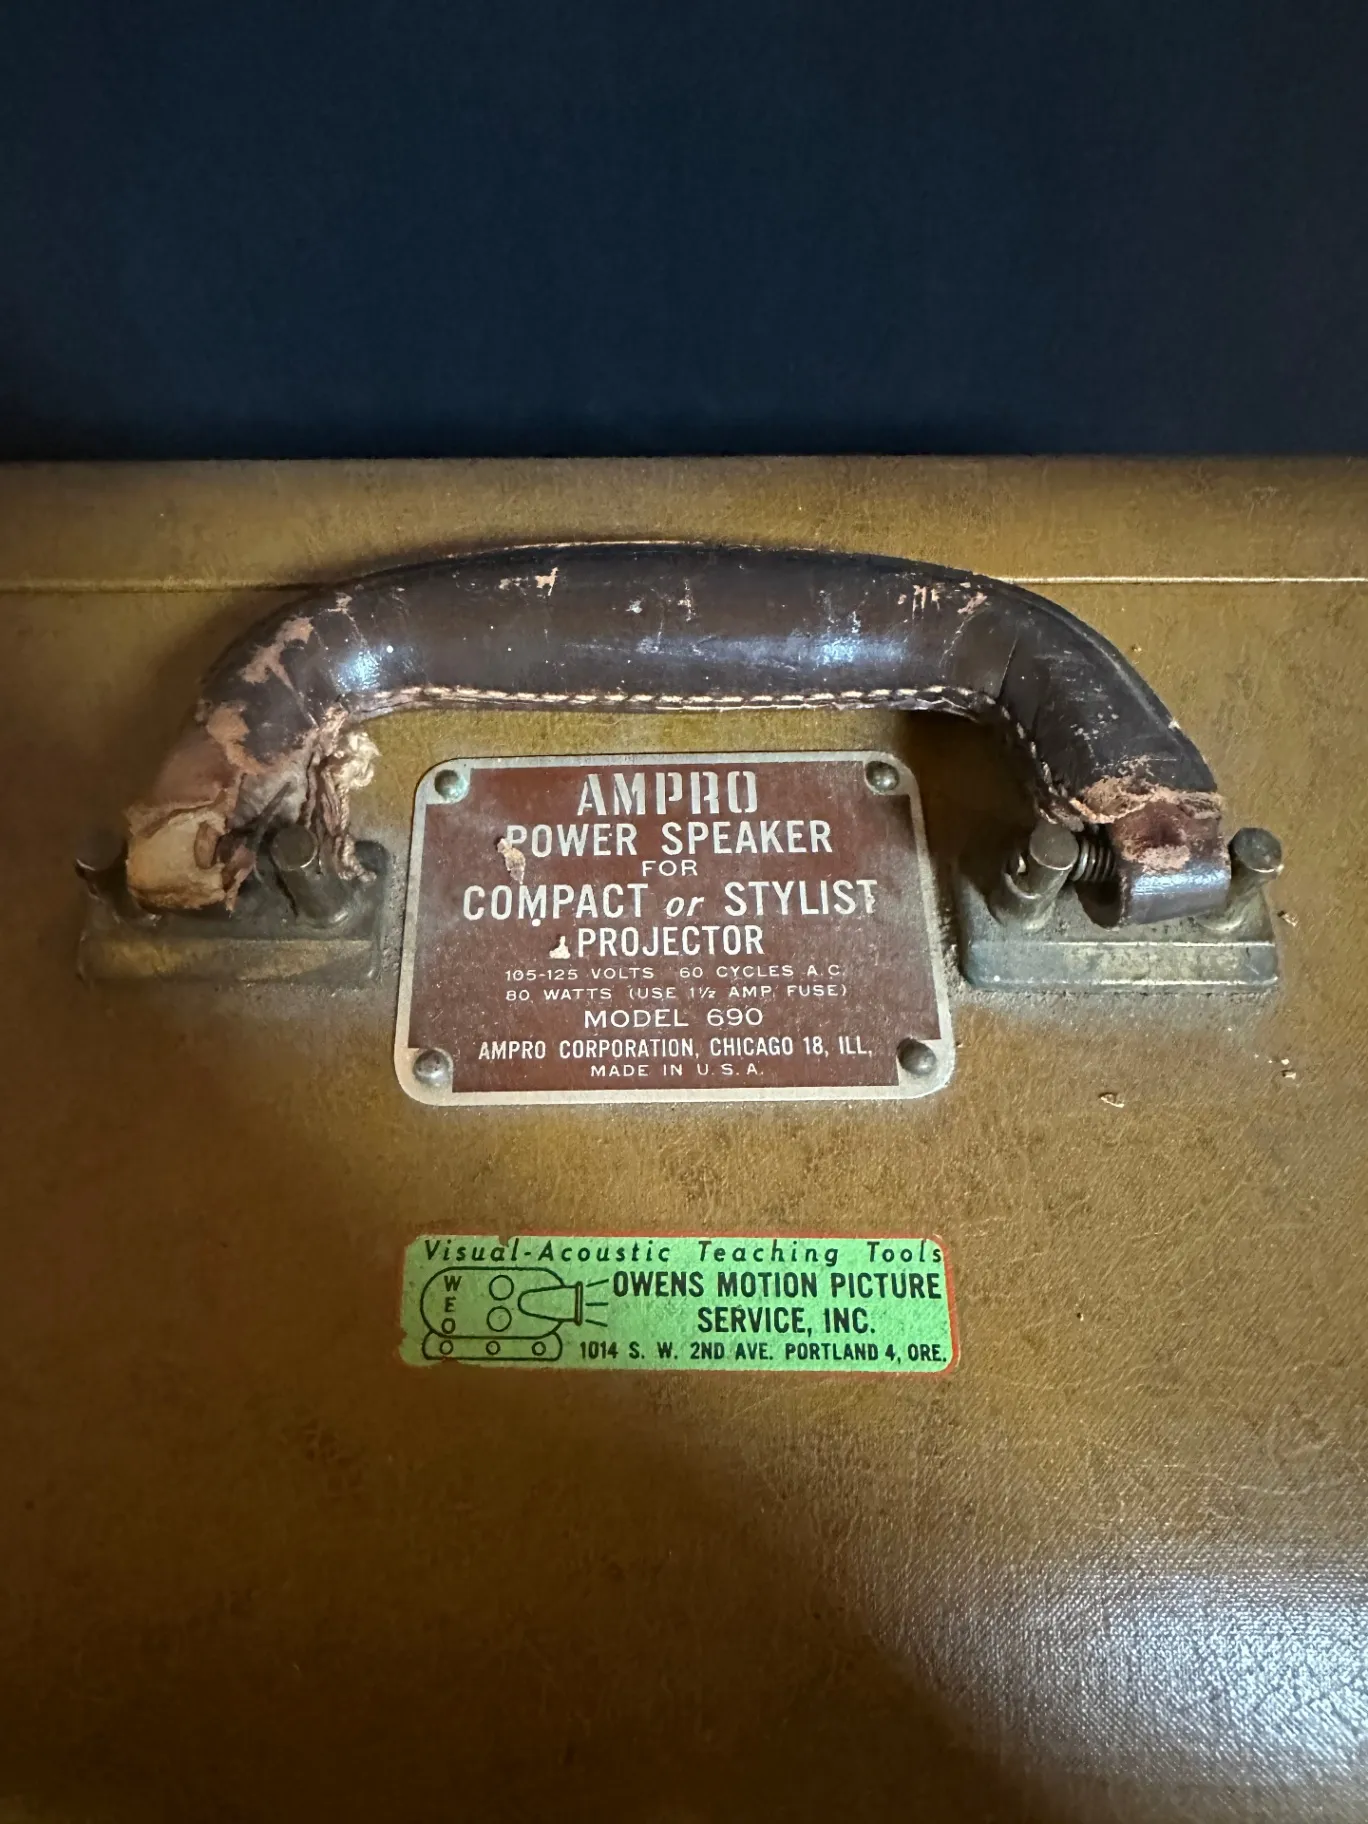 AMPRO
POWER SPEAKER
FOR
COMPACT or STYLIST
PROJECTOR
105-125 VOLTS 60 CYCLES A.C.
80 WATTS (USE 1½ AMP. FUSE)
MODEL 690
AMPRO CORPORATION, CHICAGO 18, ILL.
MADE IN U.S.A.
Visual-Acoustic Teaching Tools
WEO
OWENS MOTION PICTURE
SERVICE, INC.
1014 S. W. 2ND AVE. PORTLAND 4, ORE.